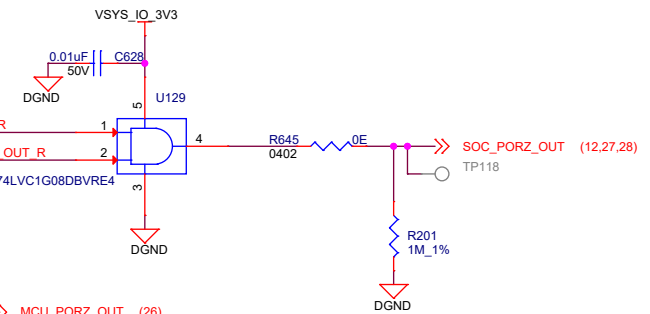 VSYS_IO_3V3
0.01uF C628
50V
DGND
U129
5
R 1
4
R645 0E
0402
SOC_PORZ_OUT (12,27,28)
OUT_R 2
TP118
74LVC1G08DBVRE4
3
R201
1M_1%
DGND
DGND
MCU_PORZ_OUT (26)